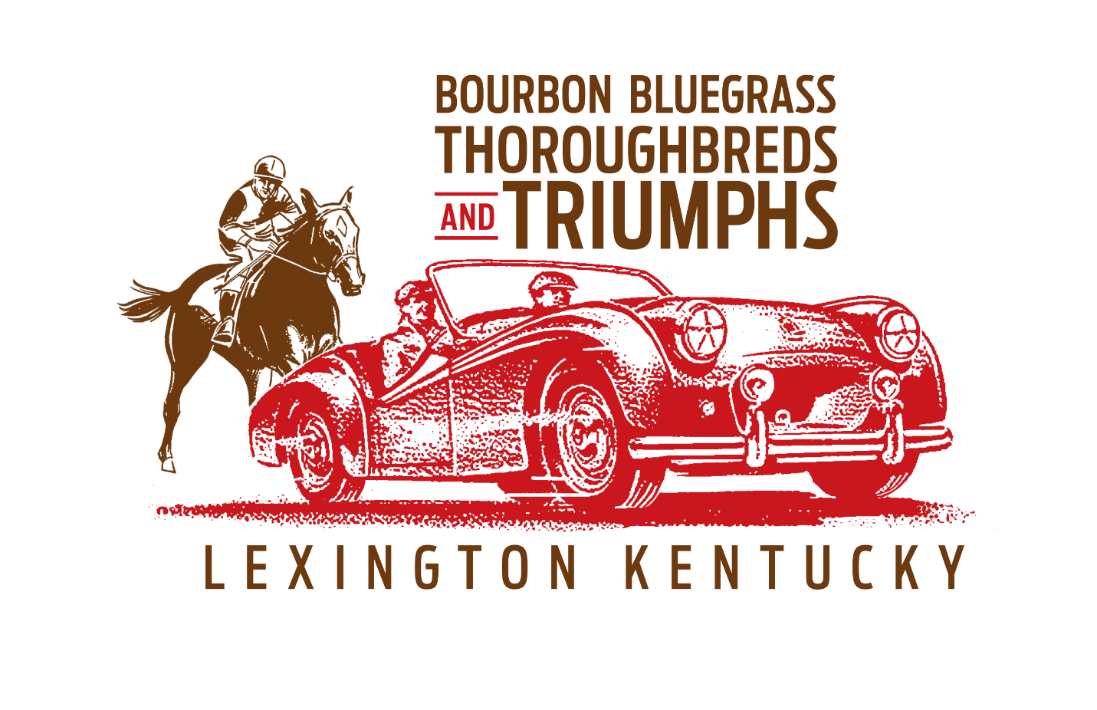 BOURBON BLUEGRASS
THOROUGHBREDS
AND TRIUMPHS
LEXINGTON KENTUCKY